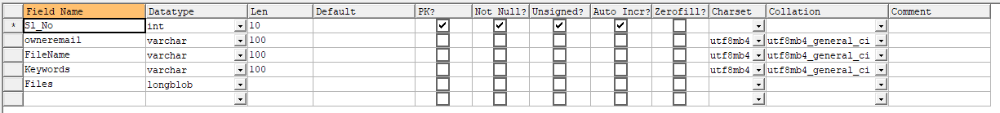 Field Name Datatype Len Default PK? Not Null? Unsigned? Auto Incr? Zerofill? Charset Collation Comment
* Sl_No int 10
owneremail varchar 100 utf8mb4 utf8mb4_general_ci
FileName varchar 100 utf8mb4 utf8mb4_general_ci
Keywords varchar 100 utf8mb4 utf8mb4_general_ci
Files longblob